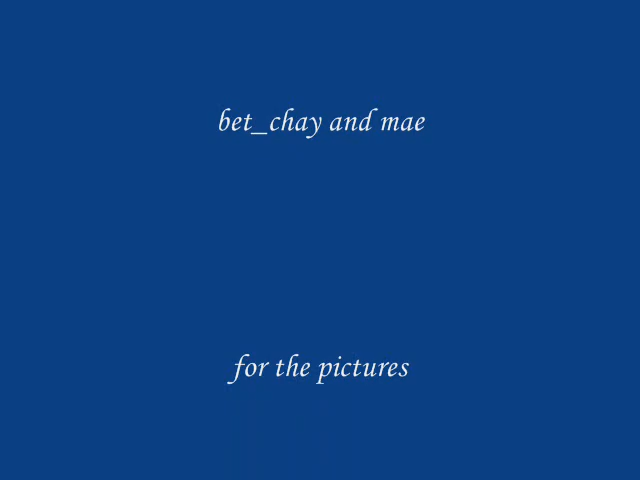 bet_chay and mae
for the pictures